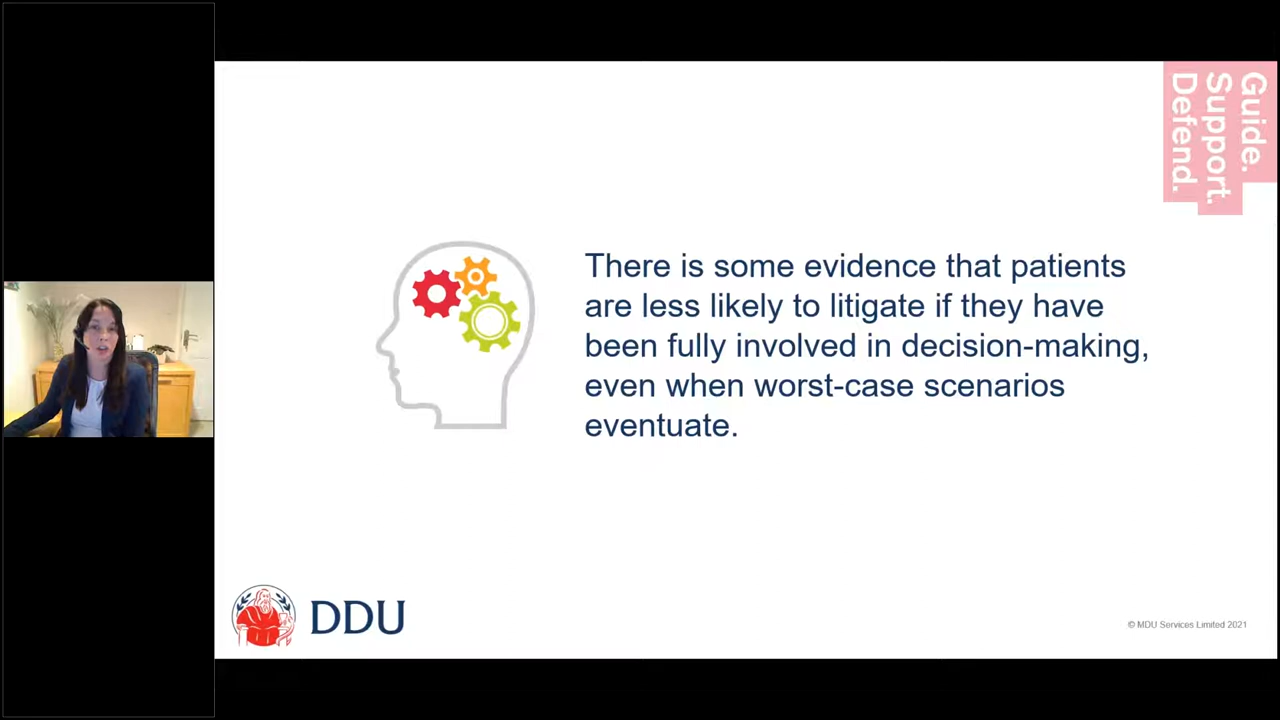 Guide.
Support.
Defend.
There is some evidence that patients
are less likely to litigate if they have
been fully involved in decision-making,
even when worst-case scenarios
eventuate.
DDU
© MDU Services Limited 2021